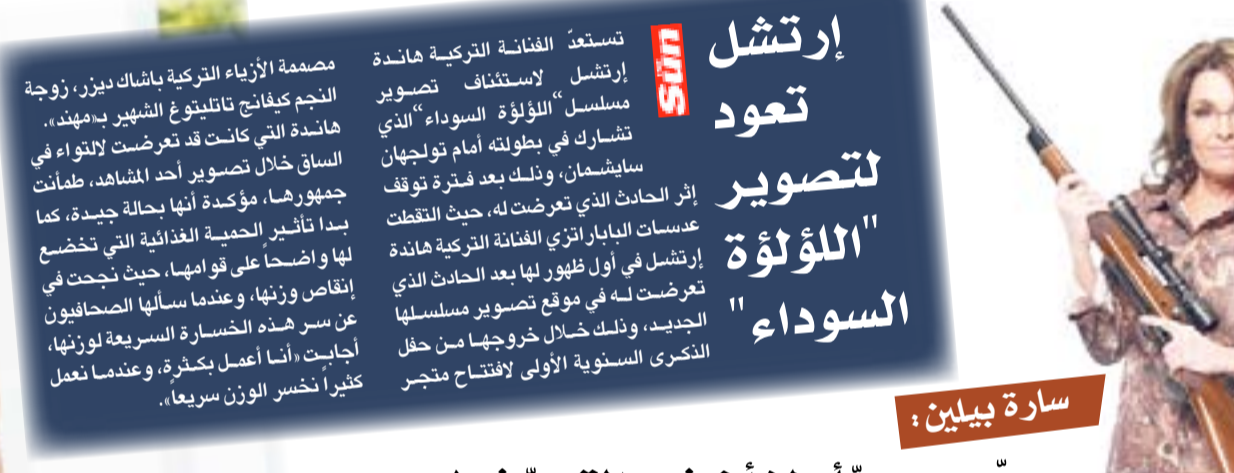 إرتشل
تعود
لتصوير
"اللؤلؤة
السوداء"
Sün
تستعدّ الفنانة التركية هاندة
إرتشل لاستئناف تصوير
مسلسل "اللؤلؤة السوداء" الذي
تشارك في بطولته أمام تولجهان
سايشمان، وذلك بعد فترة توقف
إثر الحادث الذي تعرضت له، حيث التقطت
عدسات الباباراتزي الفنانة التركية هاندة
إرتشل في أول ظهور لها بعد الحادث الذي
تعرضت له في موقع تصوير مسلسلها
الجديد، وذلك خلال خروجها من حفل
الذكرى السنوية الأولى لافتتاح متجر
مصممة الأزياء التركية باشاك ديزر، زوجة
النجم كيفانج تاتليتوغ الشهير بـ«مهند».
هاندة التي كانت قد تعرضت لالتواء في
الساق خلال تصوير أحد المشاهد، طمأنت
جمهورها، مؤكدة أنها بحالة جيدة، كما
بدا تأثير الحمية الغذائية التي تخضع
لها واضحاً على قوامها، حيث نجحت في
إنقاص وزنها، وعندما سألها الصحافيون
عن سر هذه الخسارة السريعة لوزنها،
أجابت «أنا أعمل بكثرة، وعندما نعمل
كثيراً نخسر الوزن سريعاً».
سارة بيلين: